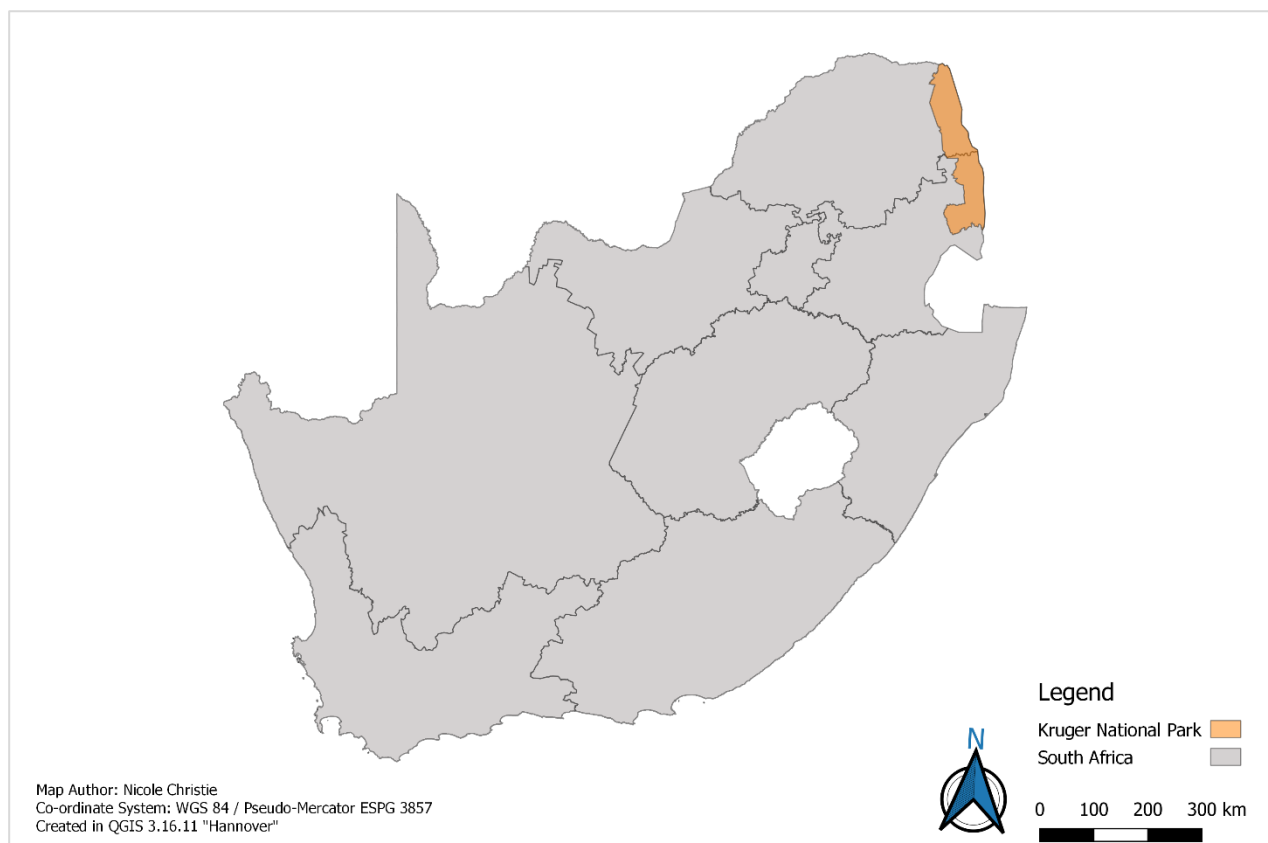 Legend
Kruger National Park
South Africa
N
0 100 200 300 km
Map Author: Nicole Christie
Co-ordinate System: WGS 84 / Pseudo-Mercator ESPG 3857
Created in QGIS 3.16.11 "Hannover"